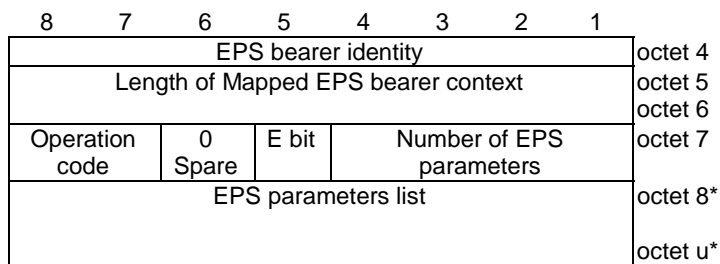 8 7 6 5 4 3 2 1
EPS bearer identity octet 4
Length of Mapped EPS bearer context octet 5
octet 6
Operation 0 E bit Number of EPS octet 7
code Spare parameters
EPS parameters list octet 8*
octet u*